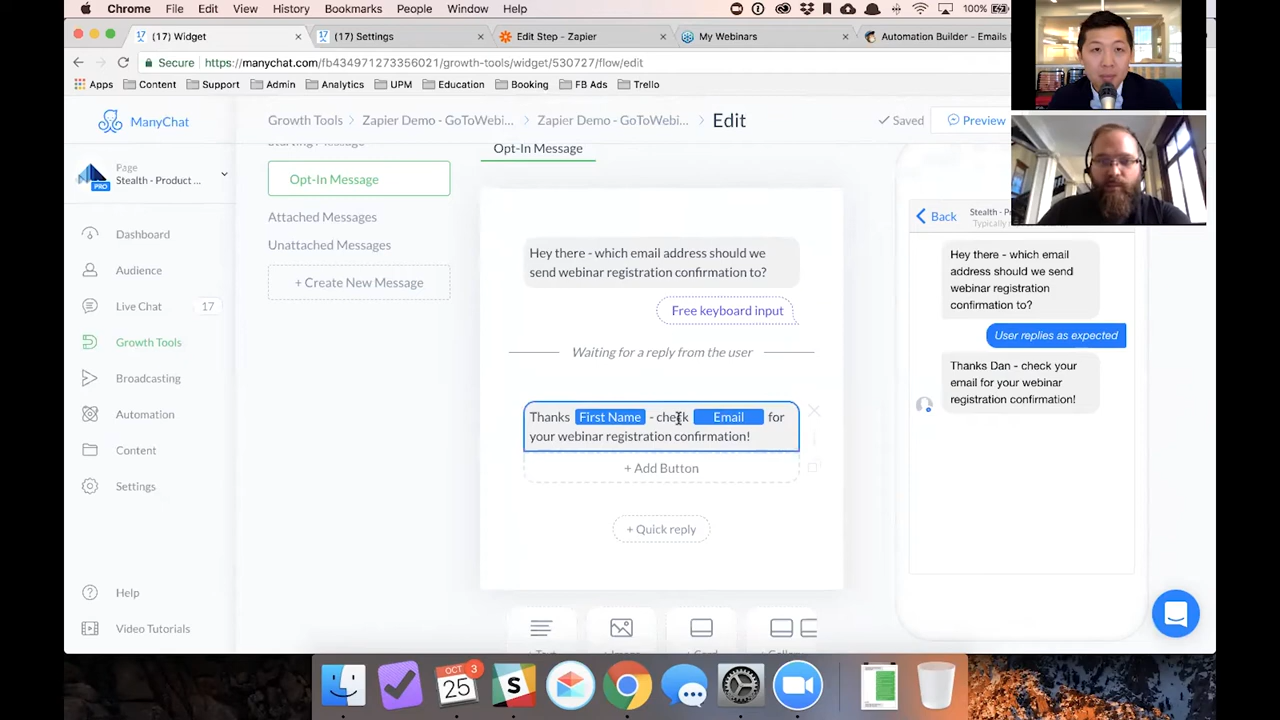 Chrome File Edit View History Bookmarks People Window Help 100%
(17) Widget
(17) Settings
Edit Step - Zapier
My Webinars
Automation Builder - Emails
Secure https://manychat.com/fb434971273356021/growth-tools/widget/530727/flow/edit
Apps Content Support Admin Analytics UPM Education Booking FB Ads Trello
ManyChat
Growth Tools
Zapier Demo - GoToWebi...
Zapier Demo - GoToWebi...
Edit
Saved
Preview
Page
Stealth - Product ...
PRO
Dashboard
Audience
Live Chat 17
Growth Tools
Broadcasting
Automation
Content
Settings
Help
Video Tutorials
Starting Message
Opt-In Message
Attached Messages
Unattached Messages
+ Create New Message
Opt-In Message
Hey there - which email address should we
send webinar registration confirmation to?
Free keyboard input
Waiting for a reply from the user
Thanks First Name - check Email for
your webinar registration confirmation!
+ Add Button
+ Quick reply
Back
Stealth - P
Typically
Hey there - which email
address should we send
webinar registration
confirmation to?
User replies as expected
Thanks Dan - check your
email for your webinar
registration confirmation!
OCT 3
25